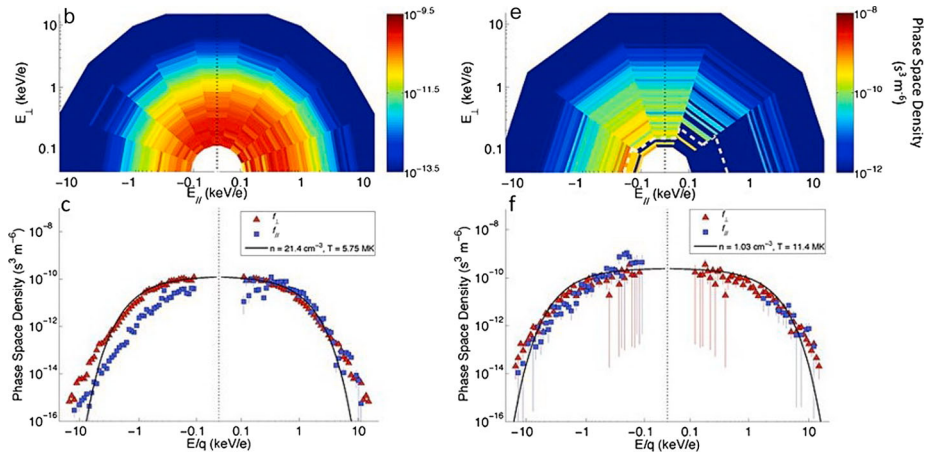 b
10
1
0.1
E⊥ (keV/e)
−10
−1
−0.1
0.1
1
10
E// (keV/e)
10^−9.5
10^−11.5
10^−13.5
e
10
1
0.1
E⊥ (keV/e)
−10
−1
−0.1
0.1
1
10
E// (keV/e)
10^−8
10^−10
10^−12
Phase Space Density
(s³ m⁻⁶)
c
10^−8
10^−10
10^−12
10^−14
10^−16
Phase Space Density (s³ m⁻⁶)
f⊥
f//
n = 21.4 cm⁻³, T = 5.75 MK
−10
−1
−0.1
0.1
1
10
E/q (keV/e)
f
10^−8
10^−10
10^−12
10^−14
10^−16
Phase Space Density (s³ m⁻⁶)
f⊥
f//
n = 1.03 cm⁻³, T = 11.4 MK
−10
−1
−0.1
0.1
1
10
E/q (keV/e)